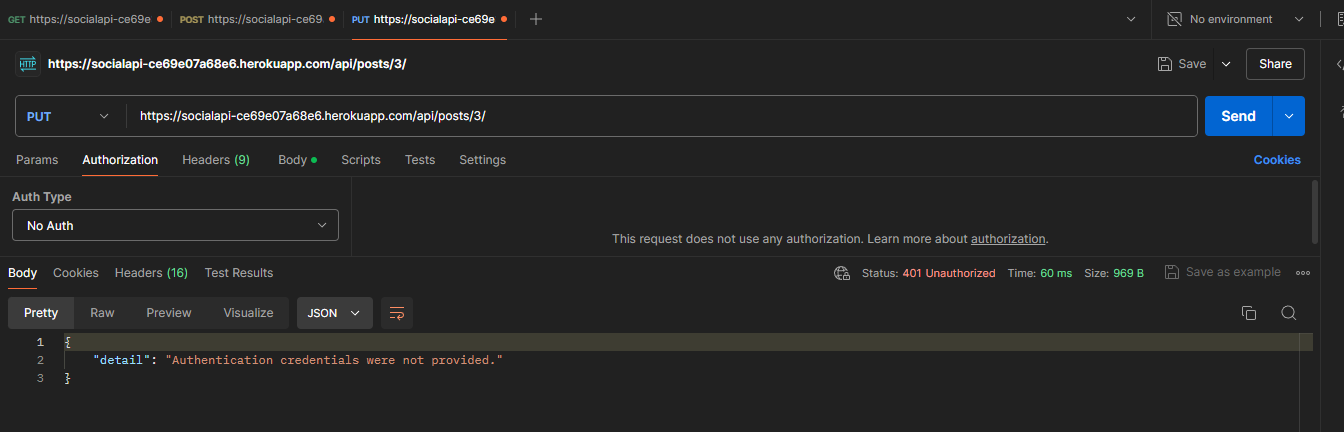 GET https://socialapi-ce69e POST https://socialapi-ce69. PUT https://socialapi-ce69e No environment
HTTP https://socialapi-ce69e07a68e6.herokuapp.com/api/posts/3/ Save Share
PUT https://socialapi-ce69e07a68e6.herokuapp.com/api/posts/3/ Send
Params Authorization Headers (9) Body Scripts Tests Settings Cookies
Auth Type
No Auth
This request does not use any authorization. Learn more about authorization.
Body Cookies Headers (16) Test Results Status: 401 Unauthorized Time: 60 ms Size: 969 B Save as example
Pretty Raw Preview Visualize JSON
1 {
2 "detail": "Authentication credentials were not provided."
3 }